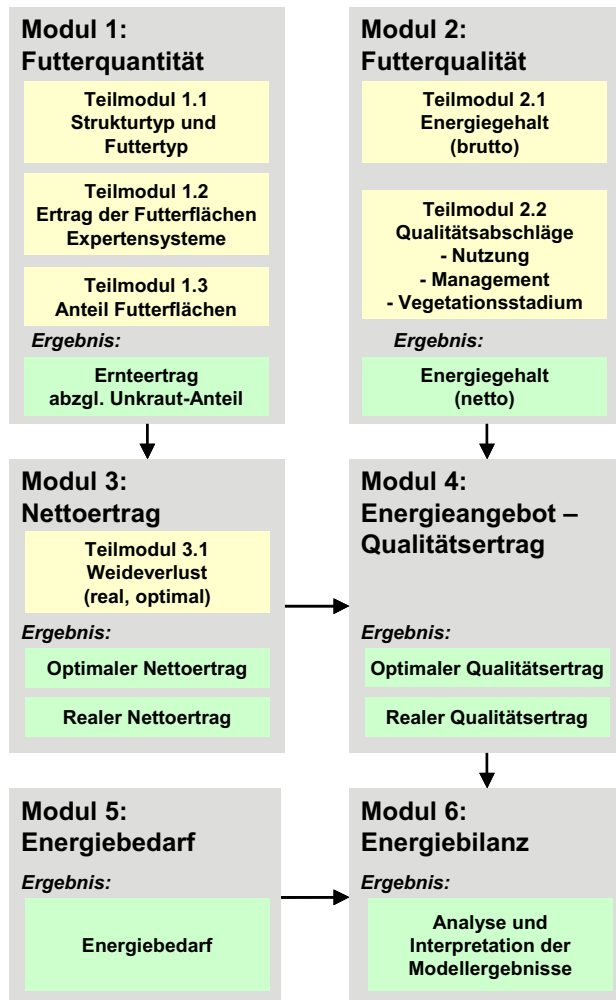 Modul 1:
Futterquantität
Teilmodul 1.1
Strukturtyp und
Futtertyp
Teilmodul 1.2
Ertrag der Futterflächen
Expertensysteme
Teilmodul 1.3
Anteil Futterflächen
Ergebnis:
Ernteertrag
abzgl. Unkraut-Anteil
Modul 2:
Futterqualität
Teilmodul 2.1
Energiegehalt
(brutto)
Teilmodul 2.2
Qualitätsabschläge
- Nutzung
- Management
- Vegetationsstadium
Ergebnis:
Energiegehalt
(netto)
Modul 3:
Nettoertrag
Teilmodul 3.1
Weideverlust
(real, optimal)
Ergebnis:
Optimaler Nettoertrag
Realer Nettoertrag
Modul 4:
Energieangebot –
Qualitätsertrag
Ergebnis:
Optimaler Qualitätsertrag
Realer Qualitätsertrag
Modul 5:
Energiebedarf
Ergebnis:
Energiebedarf
Modul 6:
Energiebilanz
Ergebnis:
Analyse und
Interpretation der
Modellergebnisse